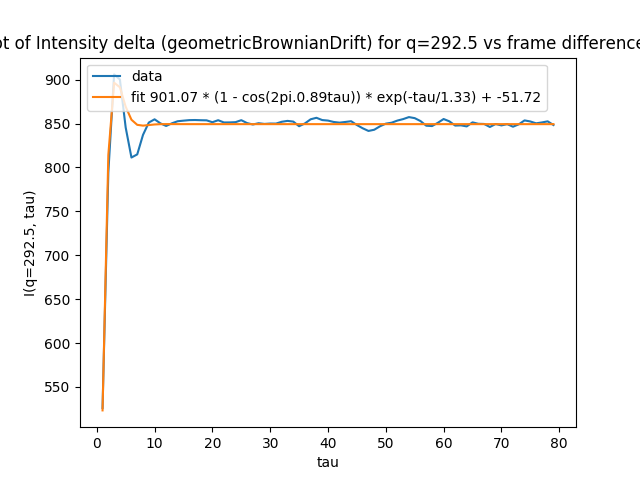 ot of Intensity delta (geometricBrownianDrift) for q=292.5 vs frame difference
data
fit 901.07 * (1 - cos(2pi.0.89tau)) * exp(-tau/1.33) + -51.72
I(q=292.5, tau)
900
850
800
750
700
650
600
550
0 10 20 30 40 50 60 70 80
tau